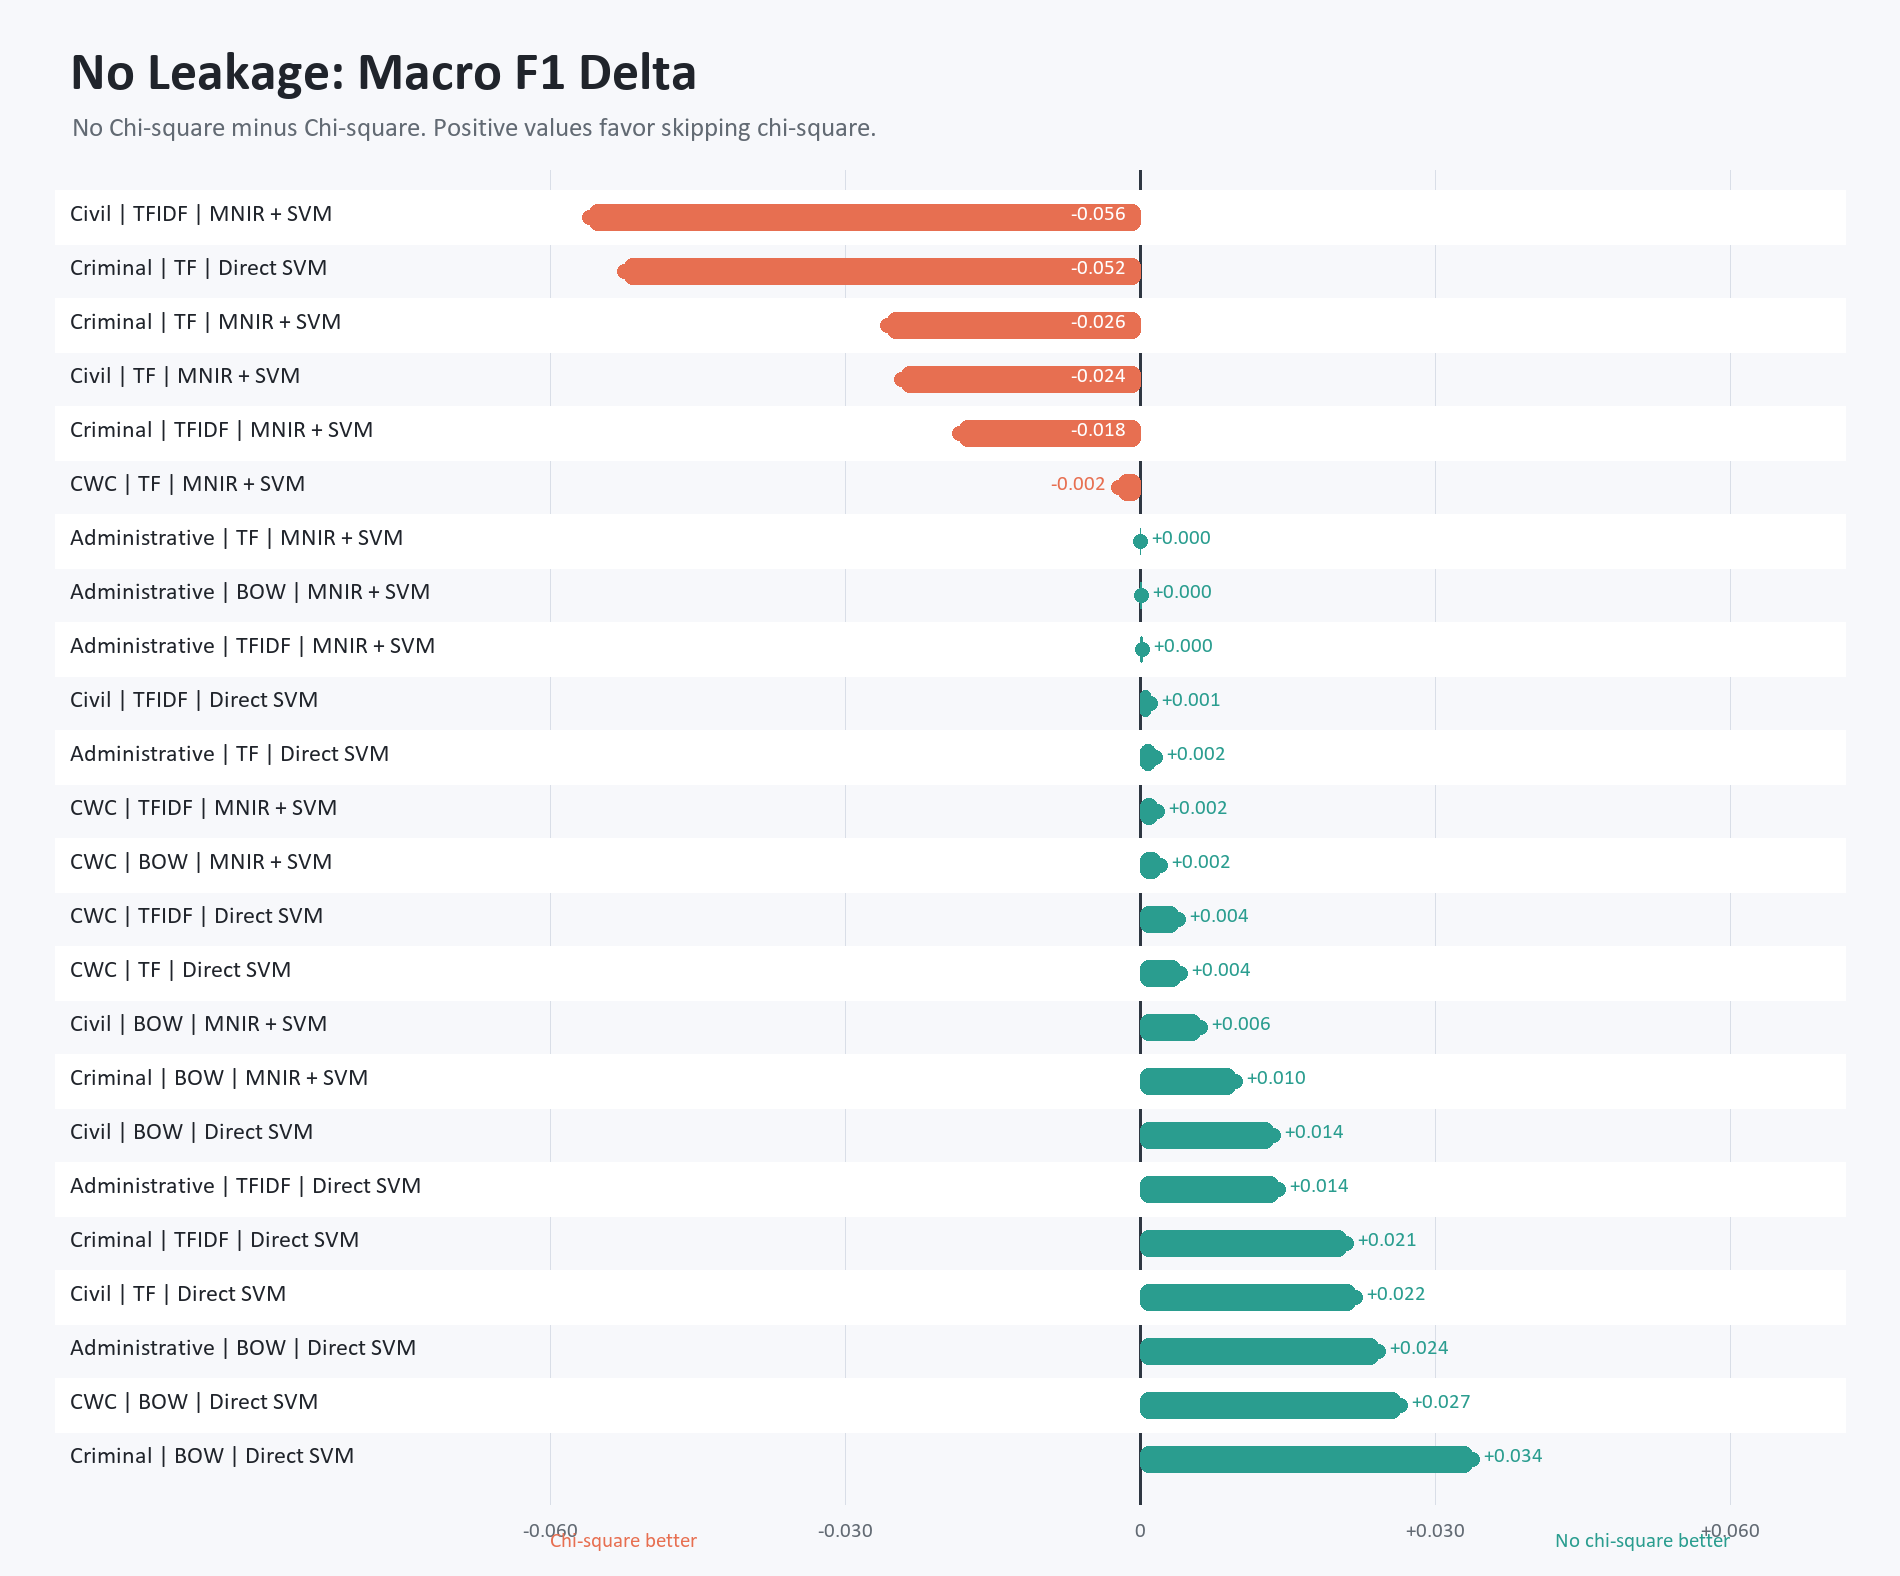 No Leakage: Macro F1 Delta
No Chi-square minus Chi-square. Positive values favor skipping chi-square.
Civil | TFIDF | MNIR + SVM -0.056
Criminal | TF | Direct SVM -0.052
Criminal | TF | MNIR + SVM -0.026
Civil | TF | MNIR + SVM -0.024
Criminal | TFIDF | MNIR + SVM -0.018
CWC | TF | MNIR + SVM -0.002
Administrative | TF | MNIR + SVM +0.000
Administrative | BOW | MNIR + SVM +0.000
Administrative | TFIDF | MNIR + SVM +0.000
Civil | TFIDF | Direct SVM +0.001
Administrative | TF | Direct SVM +0.002
CWC | TFIDF | MNIR + SVM +0.002
CWC | BOW | MNIR + SVM +0.002
CWC | TFIDF | Direct SVM +0.004
CWC | TF | Direct SVM +0.004
Civil | BOW | MNIR + SVM +0.006
Criminal | BOW | MNIR + SVM +0.010
Civil | BOW | Direct SVM +0.014
Administrative | TFIDF | Direct SVM +0.014
Criminal | TFIDF | Direct SVM +0.021
Civil | TF | Direct SVM +0.022
Administrative | BOW | Direct SVM +0.024
CWC | BOW | Direct SVM +0.027
Criminal | BOW | Direct SVM +0.034
-0.060 -0.030 0 +0.030 +0.060
Chi-square better No chi-square better